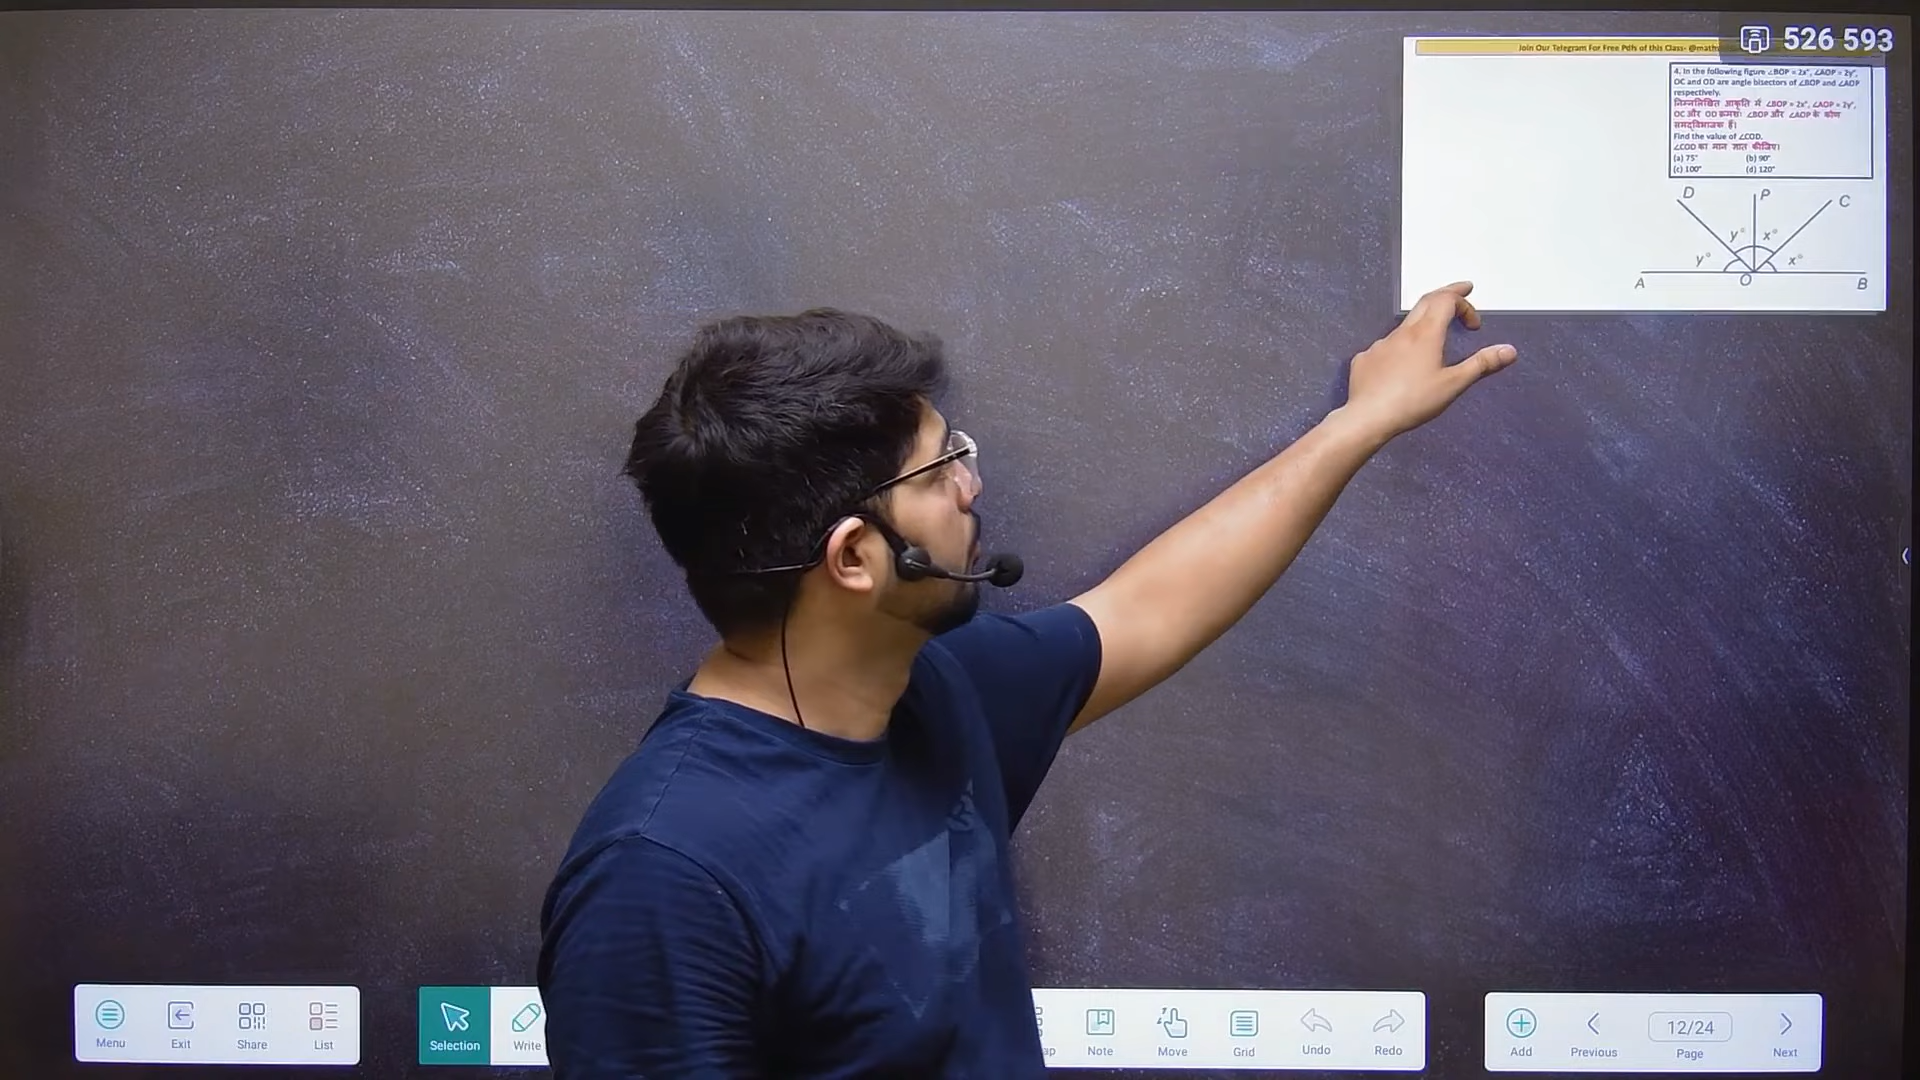 526 593
Join Our Telegram For Free Pdfs of this Class- @maths
4. In the following figure ∠BOP = 2x°, ∠AOP = 2y°,
OC and OD are angle bisectors of ∠BOP and ∠AOP
respectively.
निम्नलिखित आकृति में ∠BOP = 2x°, ∠AOP = 2y°,
OC और OD क्रमशः ∠BOP और ∠AOP के कोण
समद्विभाजक हैं।
Find the value of ∠COD.
∠COD का मान ज्ञात कीजिए।
(a) 75° (b) 90°
(c) 100° (d) 120°
D P C
y° x°
y° x°
A O B
Menu Exit Share List
Selection Write
ap Note Move Grid Undo Redo
Add Previous 12/24 Page Next